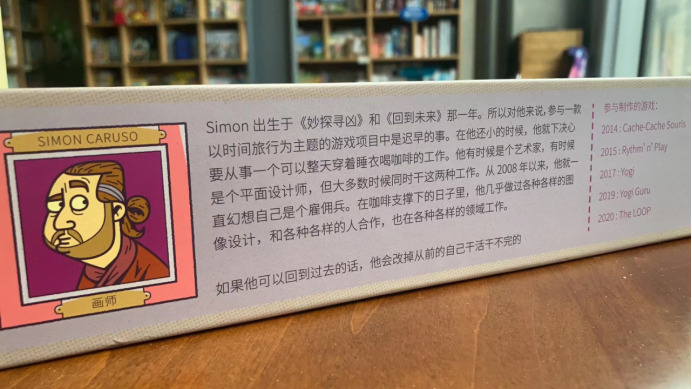 SIMON CARUSO
画师
Simon 出生于《妙探寻凶》和《回到未来》那一年。所以对他来说，参与一款
以时间旅行为主题的游戏项目中是迟早的事。在他还小的时候，他就下决心
要从事一个可以整天穿着睡衣喝咖啡的工作。他有时候是个艺术家，有时候
是个平面设计师，但大多数时候同时干这两种工作。从 2008 年以来，他就一
直幻想自己是个雇佣兵。在咖啡支撑下的日子里，他几乎做过各种各样的图
像设计，和各种各样的人合作，也在各种各样的领域工作。
如果他可以回到过去的话，他会改掉从前的自己干活干不完的
参与制作的游戏：
2014 : Cache-Cache Souris
2015 : Rythm' n' Play
2017 : Yogi
2019 : Yogi Guru
2020 : The LOOP